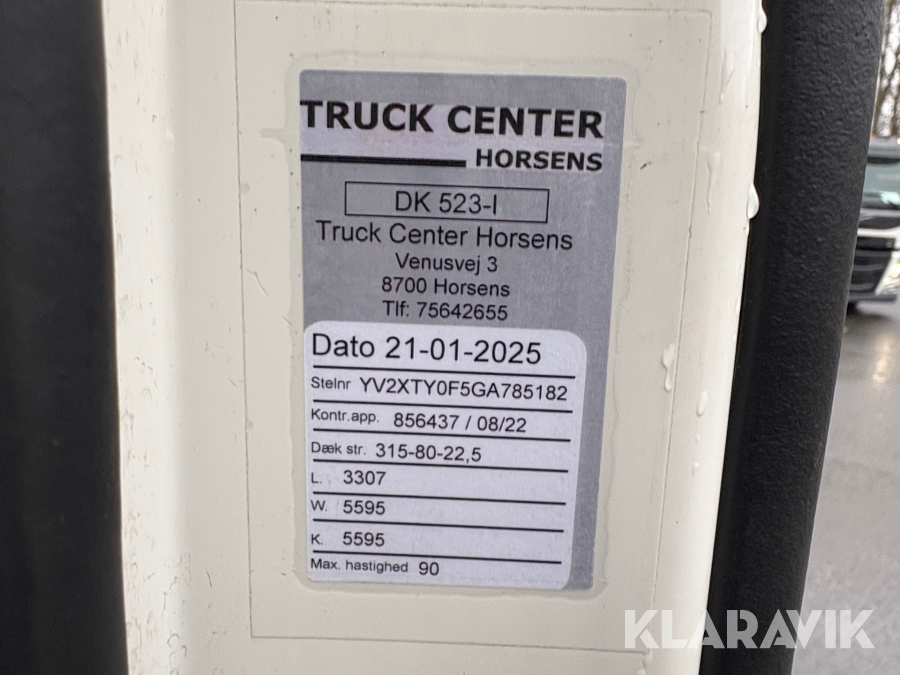 TRUCK CENTER
HORSENS
DK 523-I
Truck Center Horsens
Venusvej 3
8700 Horsens
Tlf: 75642655
Dato 21-01-2025
Stelnr YV2XTY0F5GA785182
Kontr.app. 856437 / 08/22
Dæk str. 315-80-22,5
L. 3307
W. 5595
K. 5595
Max. hastighed 90
KLARAVIK